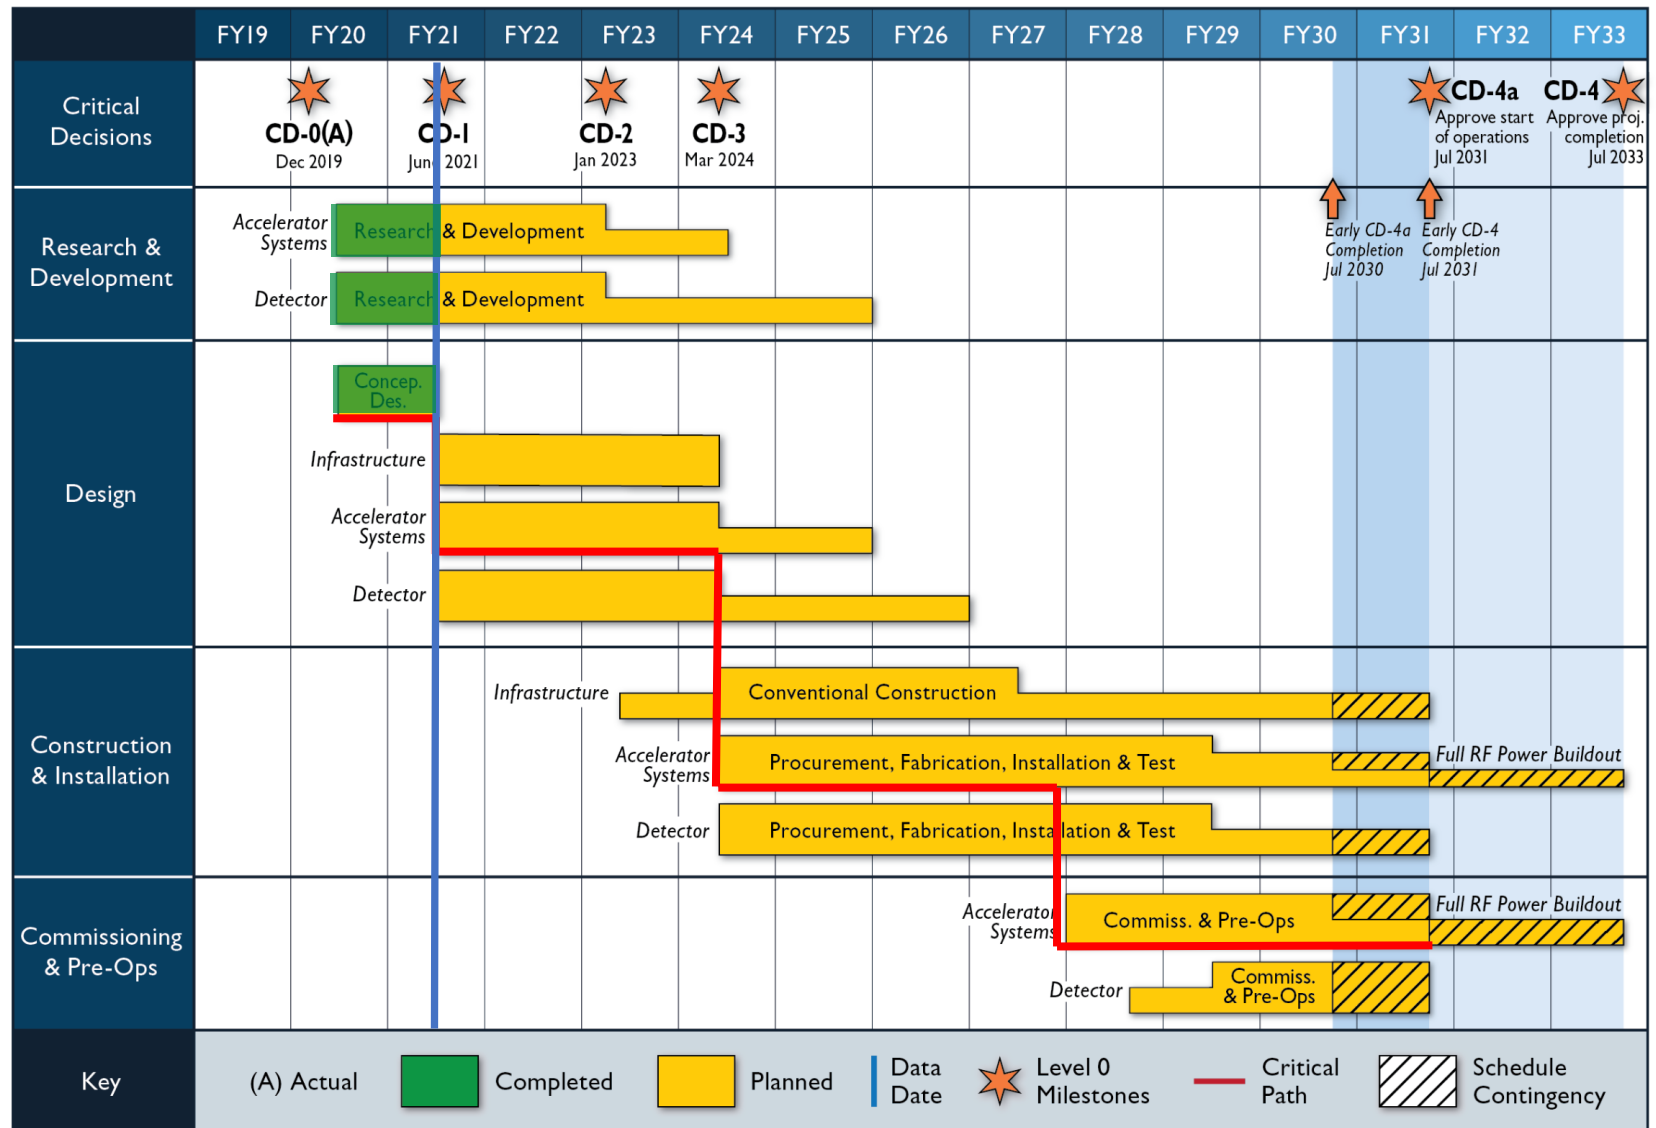 FY19 FY20 FY21 FY22 FY23 FY24 FY25 FY26 FY27 FY28 FY29 FY30 FY31 FY32 FY33
Critical
Decisions
CD-0(A)
Dec 2019
CD-1
June 2021
CD-2
Jan 2023
CD-3
Mar 2024
CD-4a
Approve start
of operations
Jul 2031
CD-4
Approve proj.
completion
Jul 2033
Research &
Development
Accelerator
Systems
Research & Development
Detector
Research & Development
Early CD-4a
Completion
Jul 2030
Early CD-4
Completion
Jul 2031
Design
Concep.
Des.
Infrastructure
Accelerator
Systems
Detector
Construction
& Installation
Infrastructure
Conventional Construction
Accelerator
Systems
Procurement, Fabrication, Installation & Test
Full RF Power Buildout
Detector
Procurement, Fabrication, Installation & Test
Commissioning
& Pre-Ops
Accelerator
Systems
Commiss. & Pre-Ops
Full RF Power Buildout
Detector
Commiss.
& Pre-Ops
Key
(A) Actual
Completed
Planned
Data
Date
Level 0
Milestones
Critical
Path
Schedule
Contingency